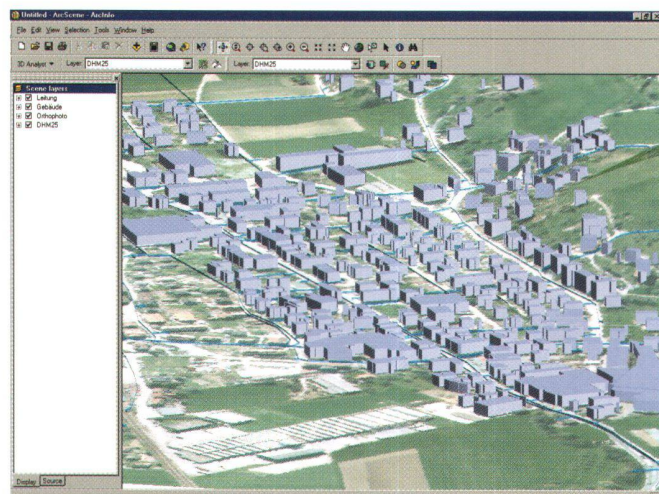 Untitled - ArcScene - ArcInfo
File Edit View Selection Tools Window Help
3D Analyst Layer: DHM25 Layer: DHM25
Scene layers
Leitung
Gebäude
Orthophoto
DHM25
Display Source